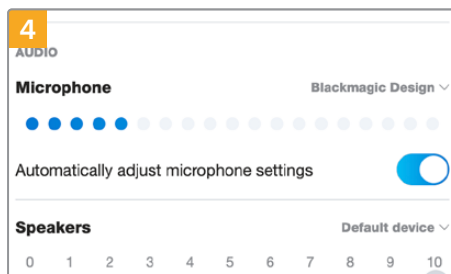 4
AUDIO
Microphone Blackmagic Design
Automatically adjust microphone settings
Speakers Default device
0 1 2 3 4 5 6 7 8 9 10